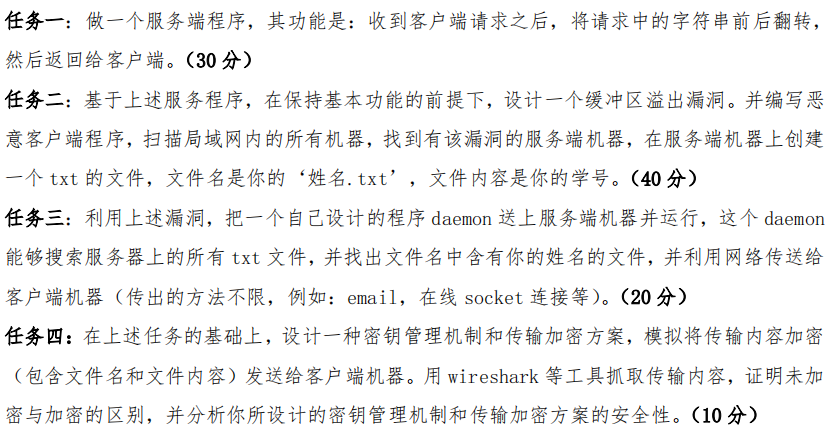 任务一：做一个服务端程序，其功能是：收到客户端请求之后，将请求中的字符串前后翻转，
然后返回给客户端。（30 分）
任务二：基于上述服务程序，在保持基本功能的前提下，设计一个缓冲区溢出漏洞。并编写恶
意客户端程序，扫描局域网内的所有机器，找到有该漏洞的服务端机器，在服务端机器上创建
一个 txt 的文件，文件名是你的‘姓名.txt’，文件内容是你的学号。（40 分）
任务三：利用上述漏洞，把一个自己设计的程序 daemon 送上服务端机器并运行，这个 daemon
能够搜索服务器上的所有 txt 文件，并找出文件名中含有你的姓名的文件，并利用网络传送给
客户端机器（传出的方法不限，例如：email，在线 socket 连接等）。（20 分）
任务四：在上述任务的基础上，设计一种密钥管理机制和传输加密方案，模拟将传输内容加密
（包含文件名和文件内容）发送给客户端机器。用 wireshark 等工具抓取传输内容，证明未加
密与加密的区别，并分析你所设计的密钥管理机制和传输加密方案的安全性。（10 分）